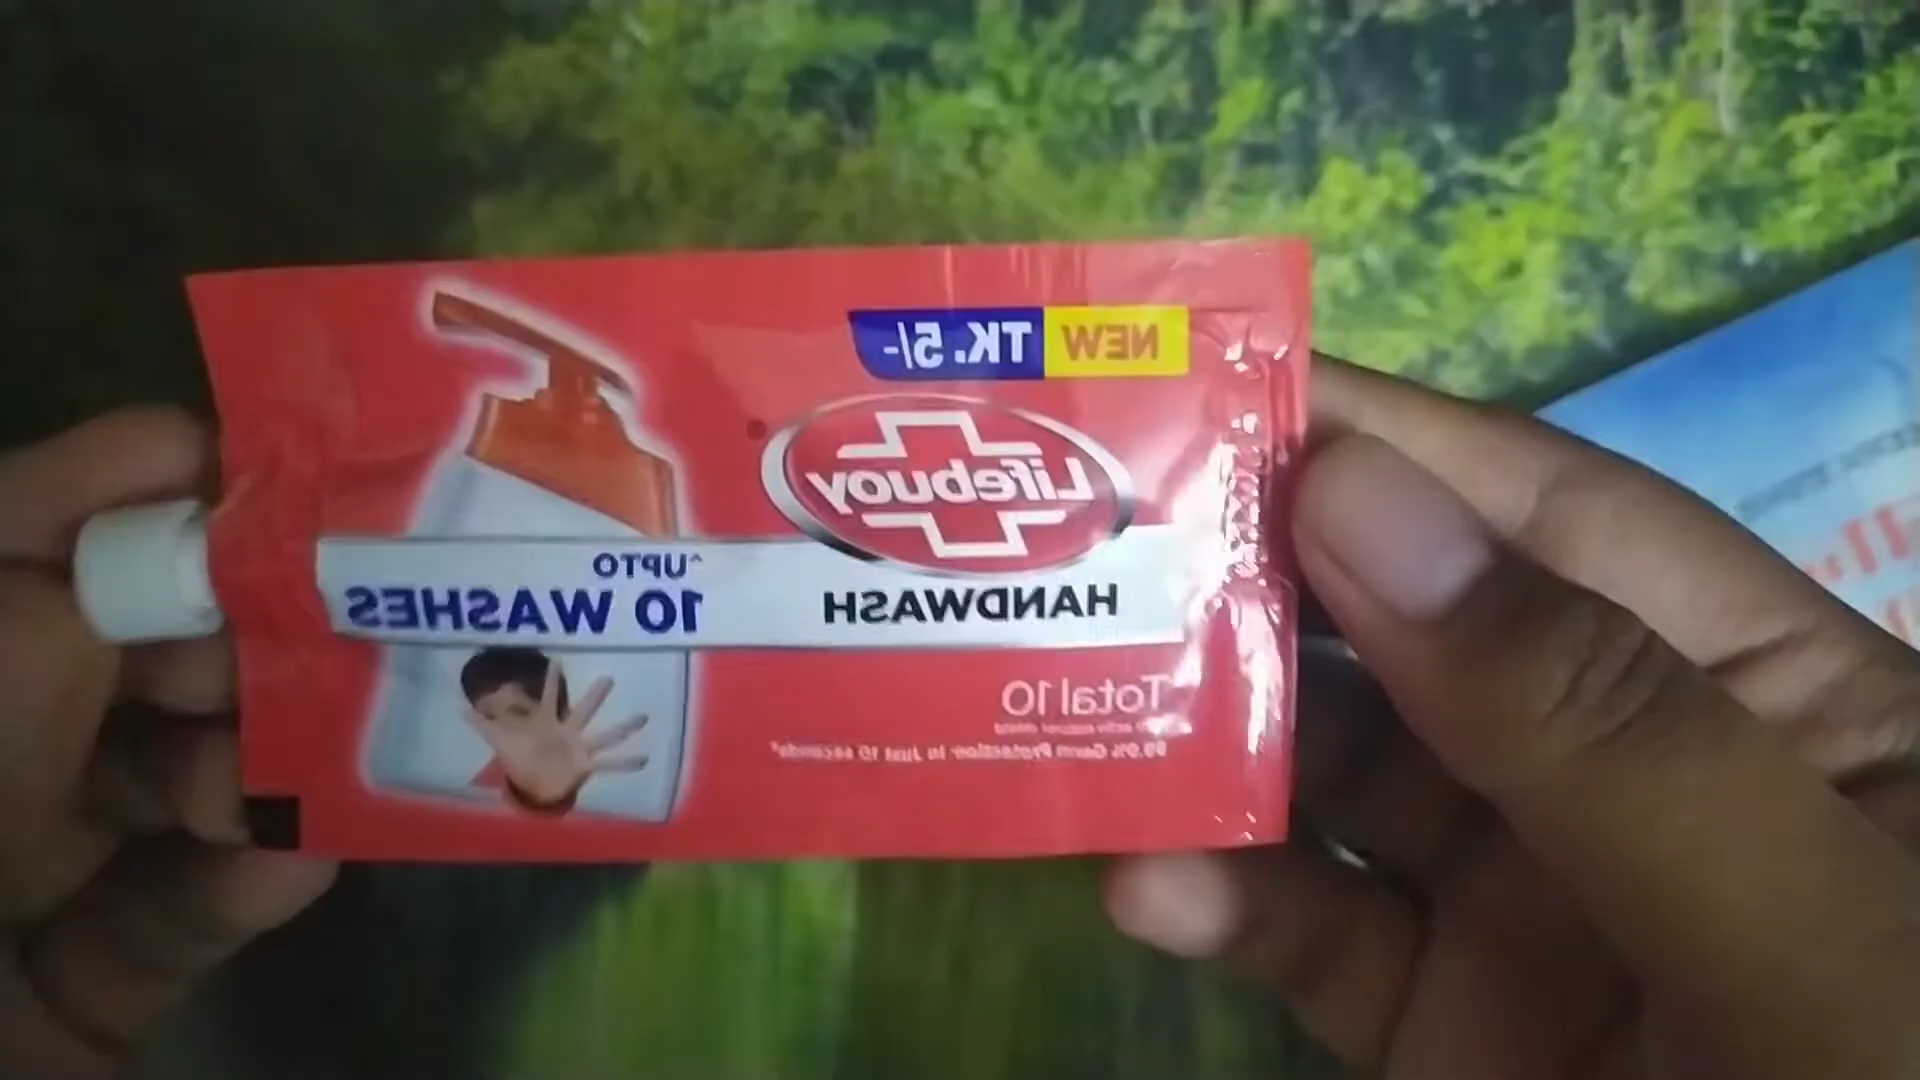 NEW TK. 5/-
Lifebuoy
HANDWASH
^UPTO
10 WASHES
Total 10
99.9% Germ Protection in Just 10 seconds*